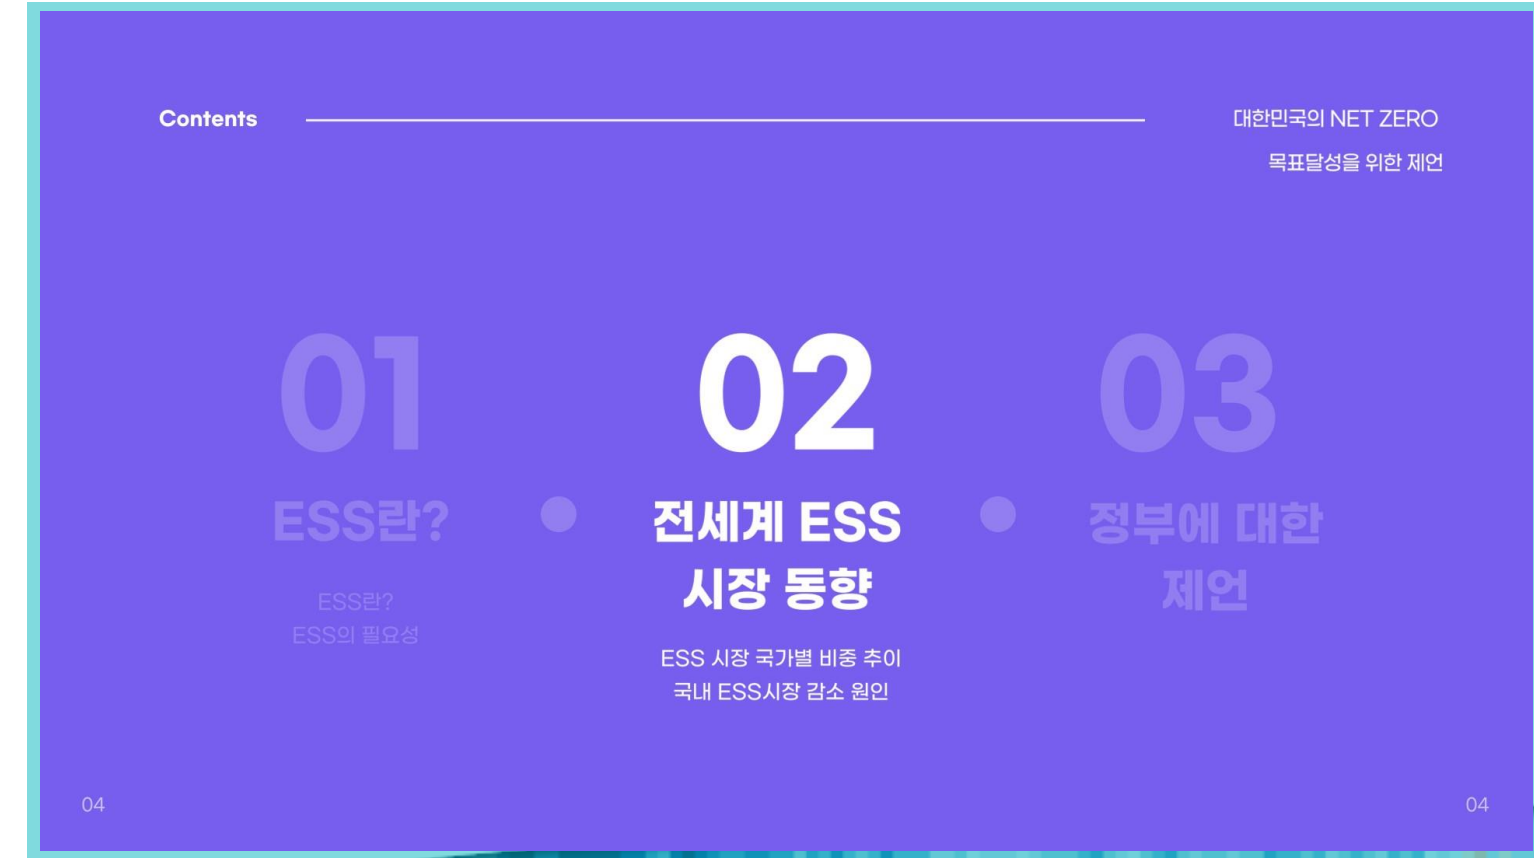 Contents
대한민국의 NET ZERO
목표달성을 위한 제언
01
ESS란?
ESS란?
ESS의 필요성
02
전세계 ESS
시장 동향
ESS 시장 국가별 비중 추이
국내 ESS시장 감소 원인
03
정부에 대한
제언
04
04